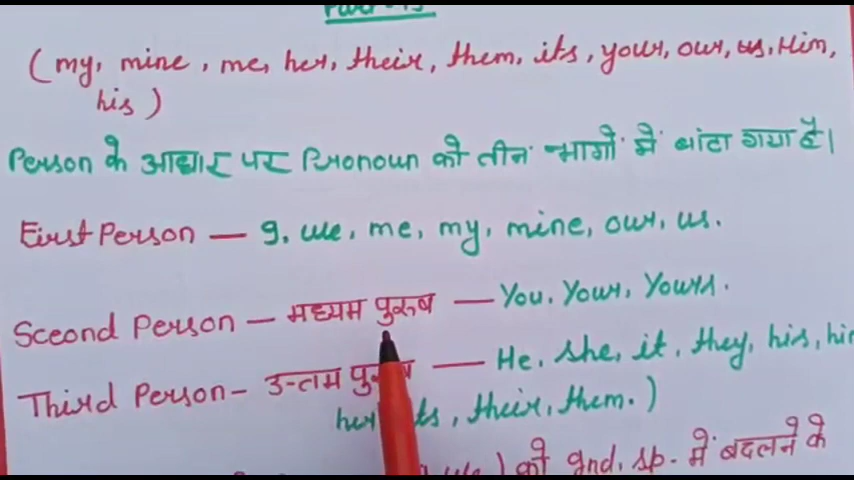 (my, mine, me, her, their, them, its, your, our, us, Him,
his)
Person के आधार पर Pronoun को तीन भागों में बांटा गया है।
First Person — I, we, me, my, mine, our, us.
Sceond Person — मध्यम पुरुष — You, Your, Yours.
Third Person - उत्तम पुरुष — He, she, it, they, his, him
her, its, their, them.)
को Ind. sp. में बदलने के